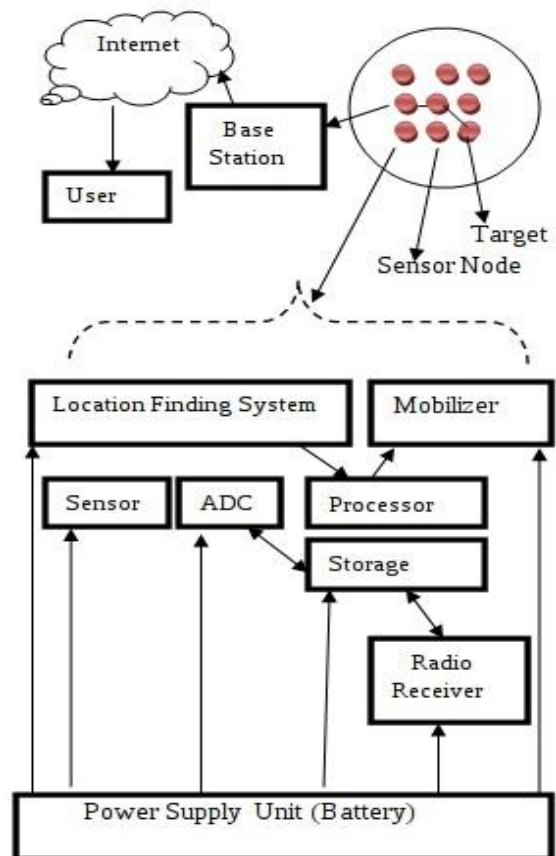 Internet
Base
Station
User
Target
Sensor Node
Location Finding System
Mobilizer
Sensor
ADC
Processor
Storage
Radio
Receiver
Power Supply Unit (Battery)